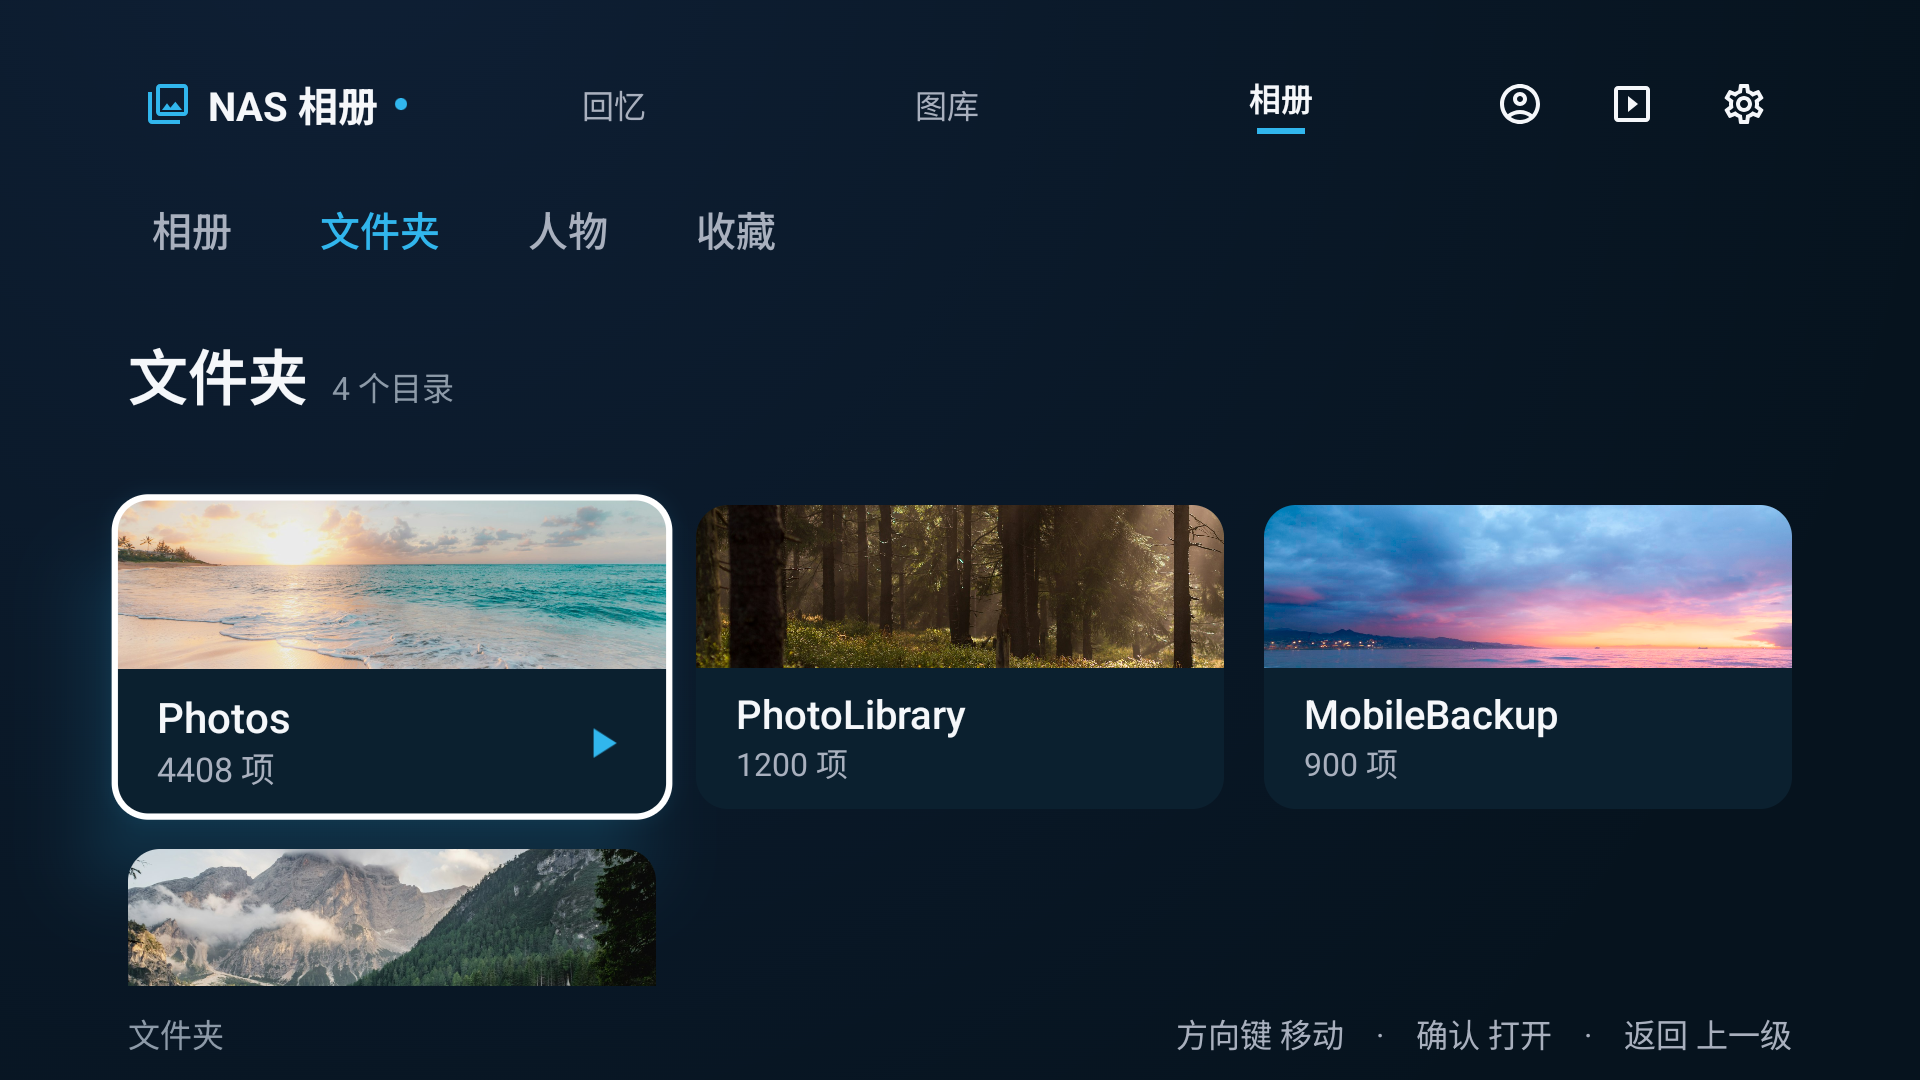 NAS 相册
回忆
图库
相册
相册
文件夹
人物
收藏
文件夹 4 个目录
Photos
4408 项
PhotoLibrary
1200 项
MobileBackup
900 项
文件夹
方向键 移动 · 确认 打开 · 返回 上一级